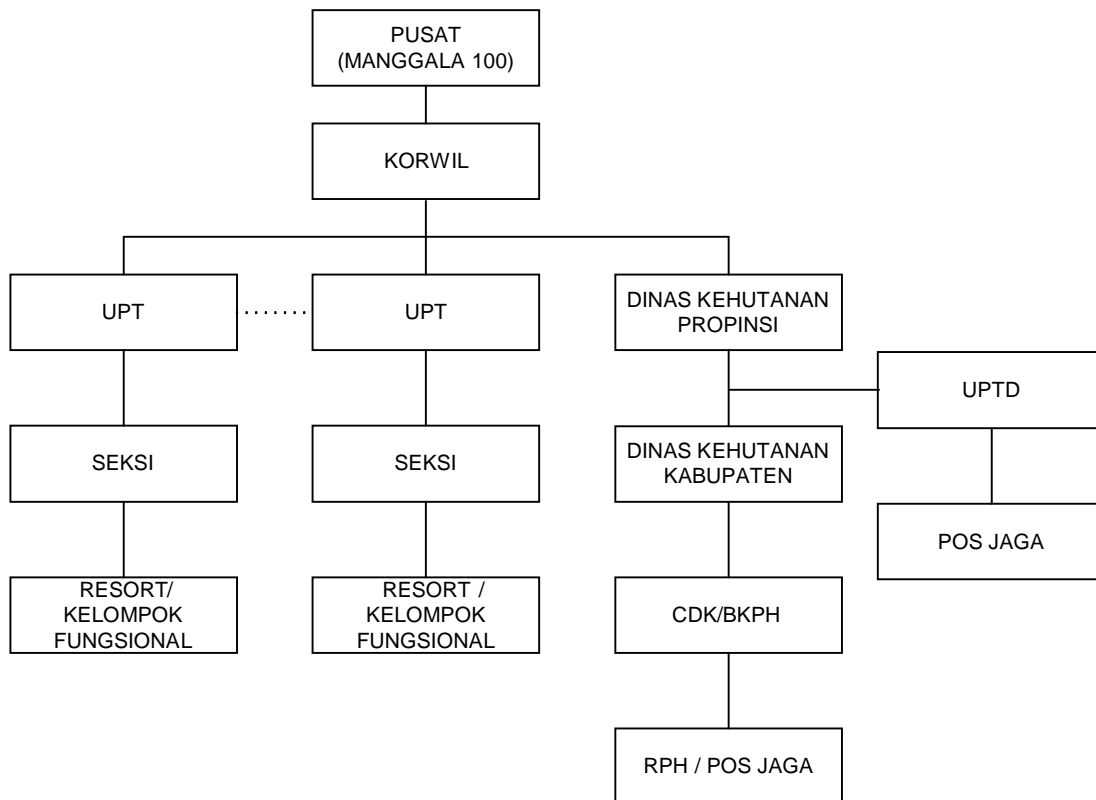 PUSAT
(MANGGALA 100)
KORWIL
UPT
UPT
DINAS KEHUTANAN
PROPINSI
UPTD
SEKSI
SEKSI
DINAS KEHUTANAN
KABUPATEN
POS JAGA
RESORT/
KELOMPOK
FUNGSIONAL
RESORT /
KELOMPOK
FUNGSIONAL
CDK/BKPH
RPH / POS JAGA